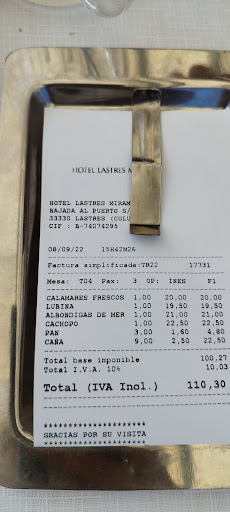 HOTEL LASTRES M
HOTEL LASTRES MIRAM
BAJADA AL PUERTO S/
33330 LASTRES (COLU
CIF : B-74074295
08/09/22 15H42M26
Factura simplificada:TR22 17731
Mesa: T04 Pax: 3 OP: INES F1
CALAMARES FRESCOS 1,00 20,00 20,00
LUBINA 1,00 19,50 19,50
ALBONDIGAS DE MER 1,00 21,00 21,00
CACHOPO 1,00 22,50 22,50
PAN 3,00 1,60 4,80
CAÑA 9,00 2,50 22,50
Total base imponible 100,27
Total I.V.A. 10% 10,03
Total (IVA Incl.) 110,30
**********************
GRACIAS POR SU VISITA
**********************